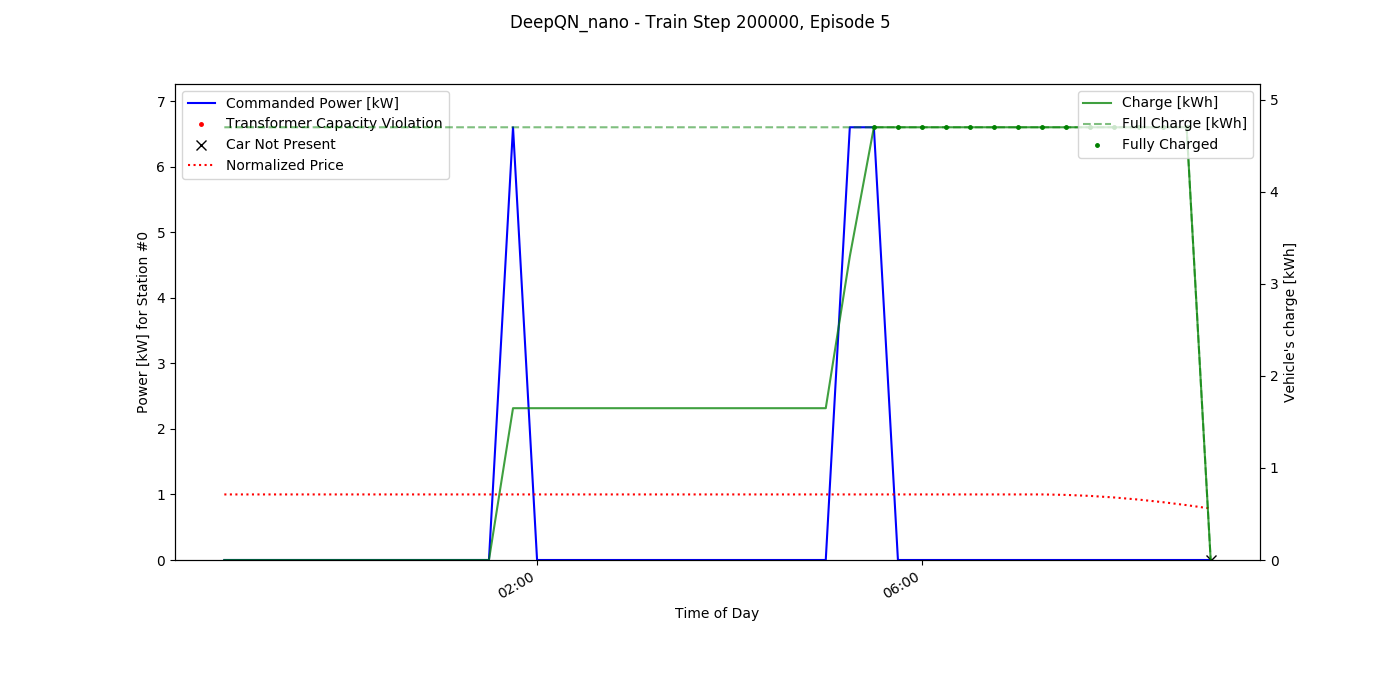 DeepQN_nano - Train Step 200000, Episode 5
Commanded Power [kW]
Transformer Capacity Violation
Car Not Present
Normalized Price
Charge [kWh]
Full Charge [kWh]
Fully Charged
7
6
5
4
3
2
1
0
Power [kW] for Station #0
5
4
3
2
1
0
Vehicle's charge [kWh]
02:00
06:00
Time of Day